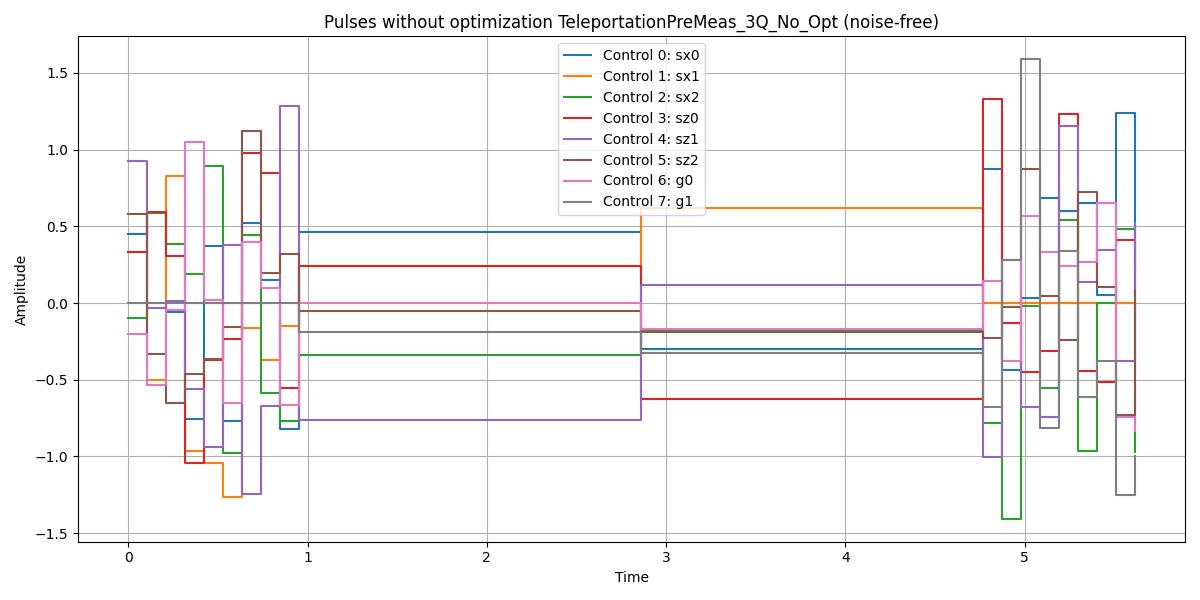 Pulses without optimization TeleportationPreMeas_3Q_No_Opt (noise-free)
Control 0: sx0
Control 1: sx1
Control 2: sx2
Control 3: sz0
Control 4: sz1
Control 5: sz2
Control 6: g0
Control 7: g1
Amplitude
1.5
1.0
0.5
0.0
−0.5
−1.0
−1.5
0 1 2 3 4 5
Time